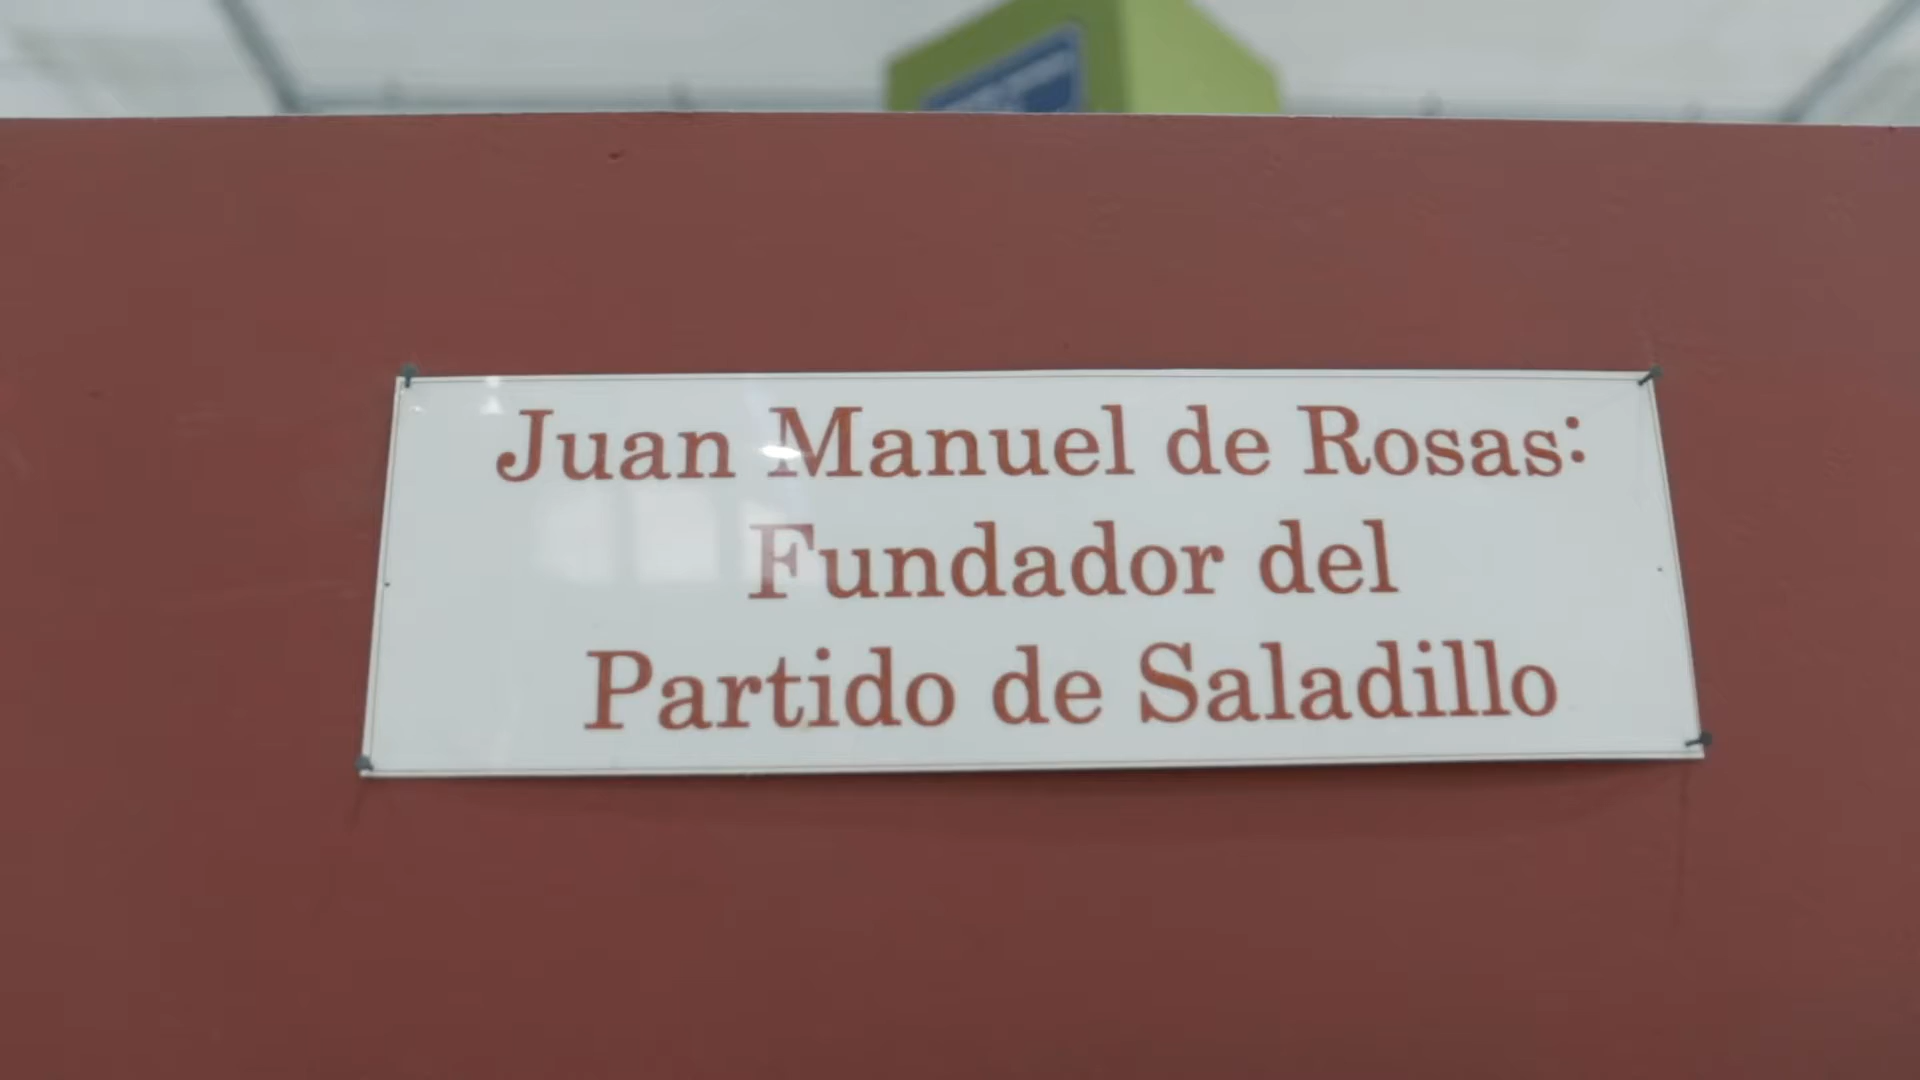 Juan Manuel de Rosas:
Fundador del
Partido de Saladillo